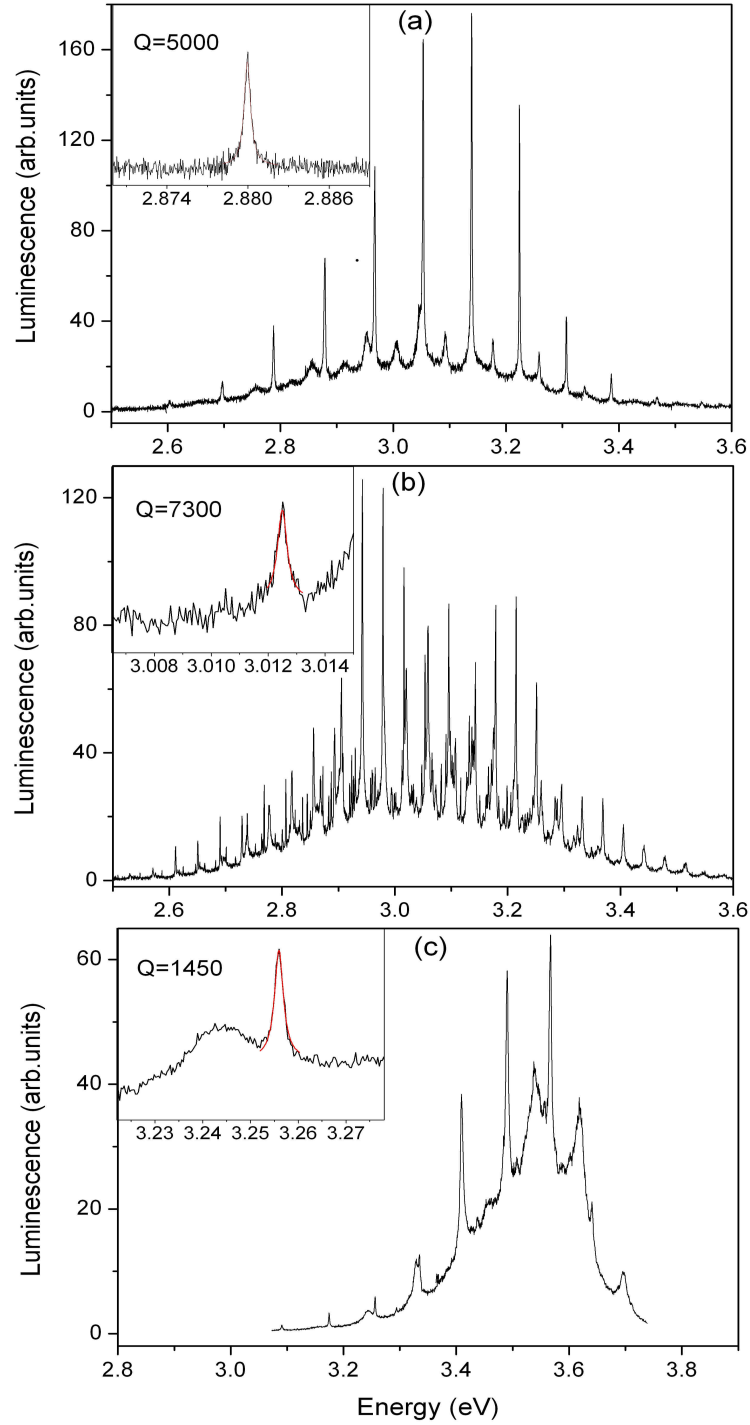 (a)
Q=5000
160
120
80
40
0
2.874 2.880 2.886
Luminescence (arb.units)
2.6 2.8 3.0 3.2 3.4 3.6
(b)
Q=7300
120
80
40
0
3.008 3.010 3.012 3.014
Luminescence (arb.units)
2.6 2.8 3.0 3.2 3.4 3.6
(c)
Q=1450
60
40
20
0
3.23 3.24 3.25 3.26 3.27
Luminescence (arb.units)
2.8 3.0 3.2 3.4 3.6 3.8
Energy (eV)